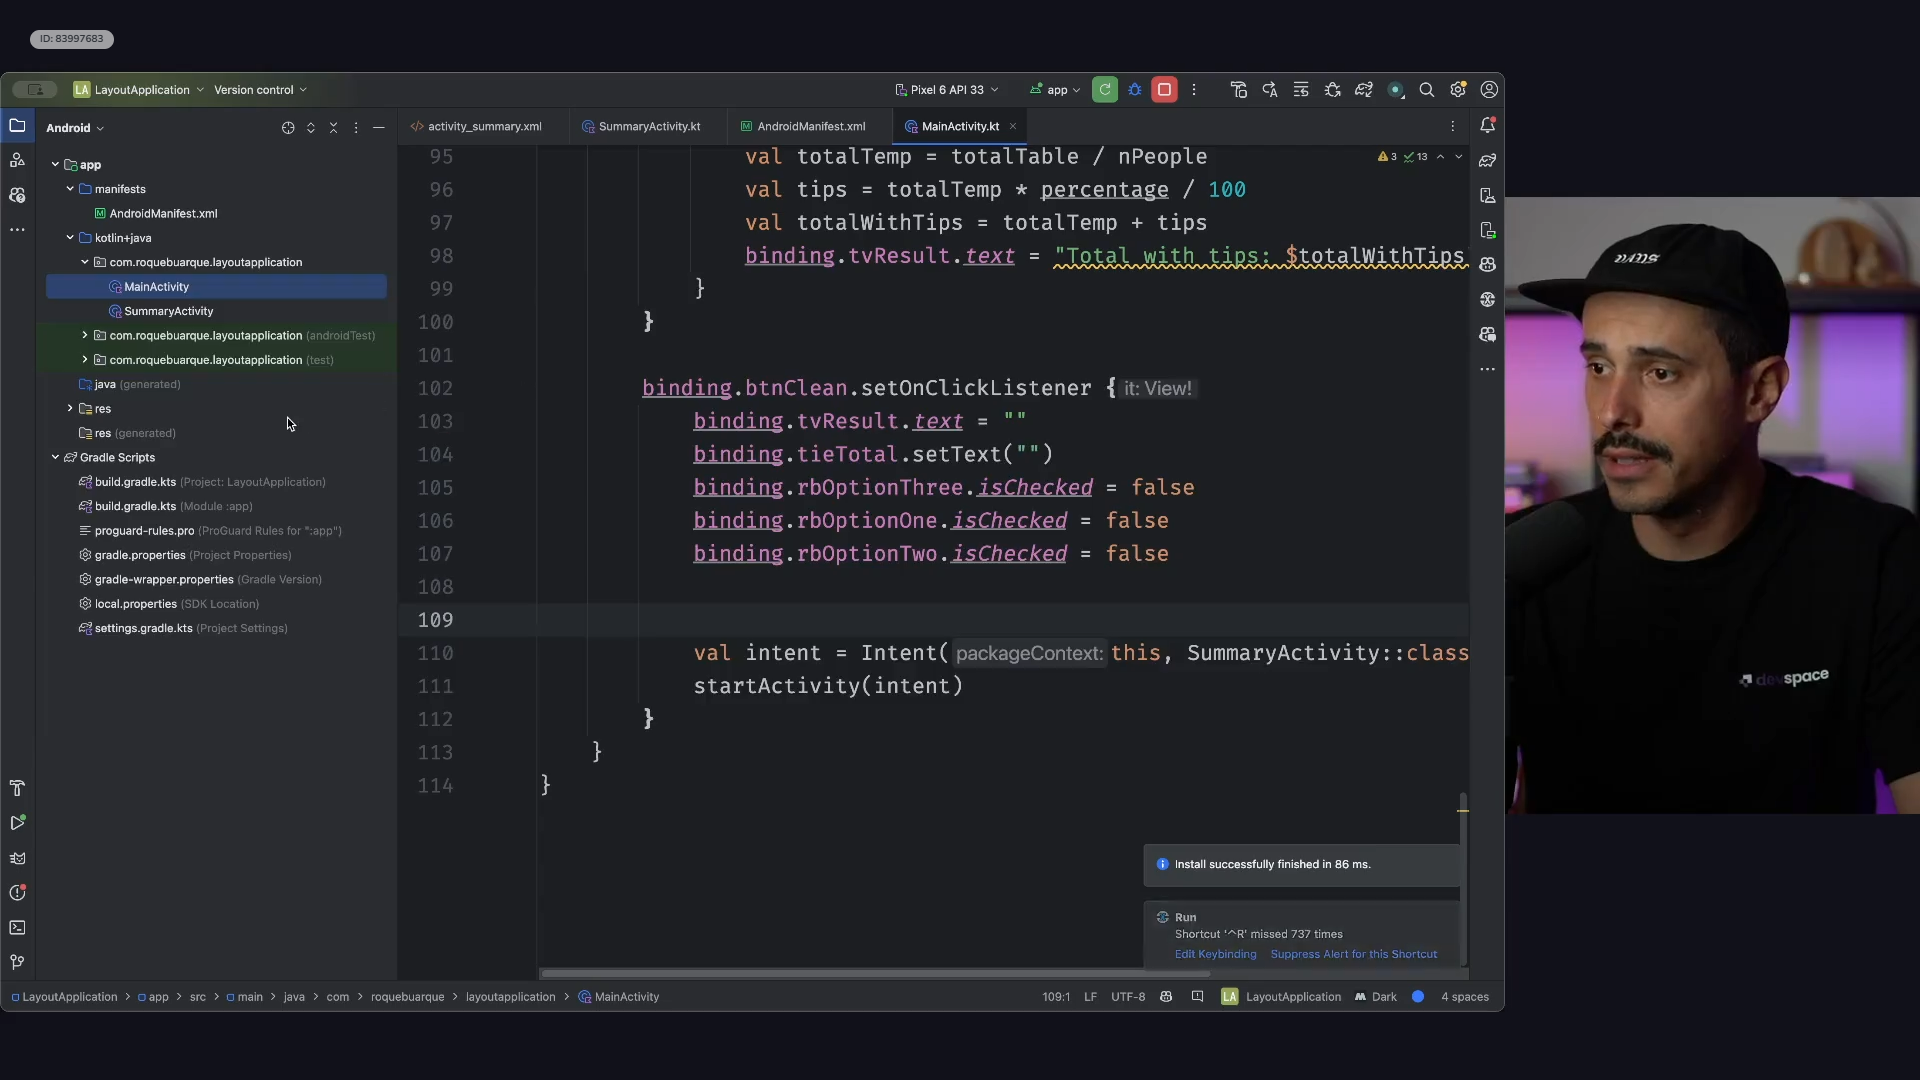 ID: 83997683
LA LayoutApplication
Version control
Pixel 6 API 33
app
Android
activity_summary.xml
SummaryActivity.kt
AndroidManifest.xml
MainActivity.kt
app
manifests
AndroidManifest.xml
kotlin+java
com.roquebuarque.layoutapplication
MainActivity
SummaryActivity
com.roquebuarque.layoutapplication (androidTest)
com.roquebuarque.layoutapplication (test)
java (generated)
res
res (generated)
Gradle Scripts
build.gradle.kts (Project: LayoutApplication)
build.gradle.kts (Module :app)
proguard-rules.pro (ProGuard Rules for ":app")
gradle.properties (Project Properties)
gradle-wrapper.properties (Gradle Version)
local.properties (SDK Location)
settings.gradle.kts (Project Settings)
3 13
95 val totalTemp = totalTable / nPeople
96 val tips = totalTemp * percentage / 100
97 val totalWithTips = totalTemp + tips
98 binding.tvResult.text = "Total with tips: $totalWithTips
99 }
100 }
101
102 binding.btnClean.setOnClickListener { it: View!
103 binding.tvResult.text = ""
104 binding.tieTotal.setText("")
105 binding.rbOptionThree.isChecked = false
106 binding.rbOptionOne.isChecked = false
107 binding.rbOptionTwo.isChecked = false
108
109
110 val intent = Intent( packageContext: this, SummaryActivity::class
111 startActivity(intent)
112 }
113 }
114 }
Install successfully finished in 86 ms.
Run
Shortcut '^R' missed 737 times
Edit Keybinding Suppress Alert for this Shortcut
LayoutApplication > app > src > main > java > com > roquebuarque > layoutapplication > MainActivity
109:1 LF UTF-8 LA LayoutApplication Dark 4 spaces
VANS
devspace